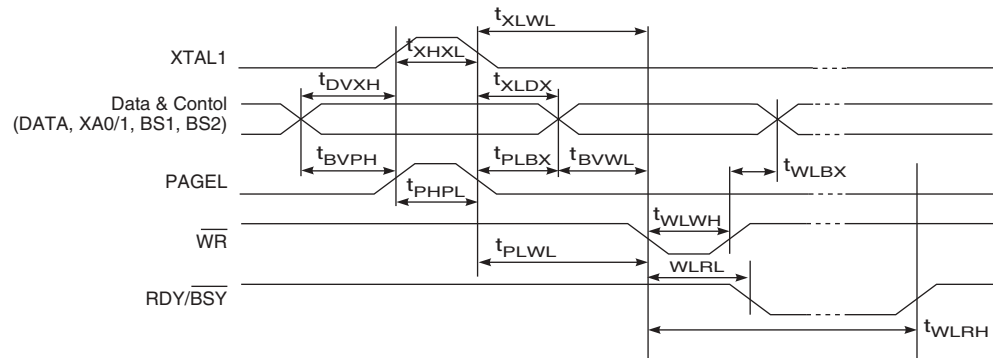 tXLWL
XTAL1
tXHXL
tDVXH
tXLDX
Data & Contol
(DATA, XA0/1, BS1, BS2)
tBVPH
tPLBX
tBVWL
tWLBX
PAGEL
tPHPL
tWLWH
WR
tPLWL
WLRL
RDY/BSY
tWLRH